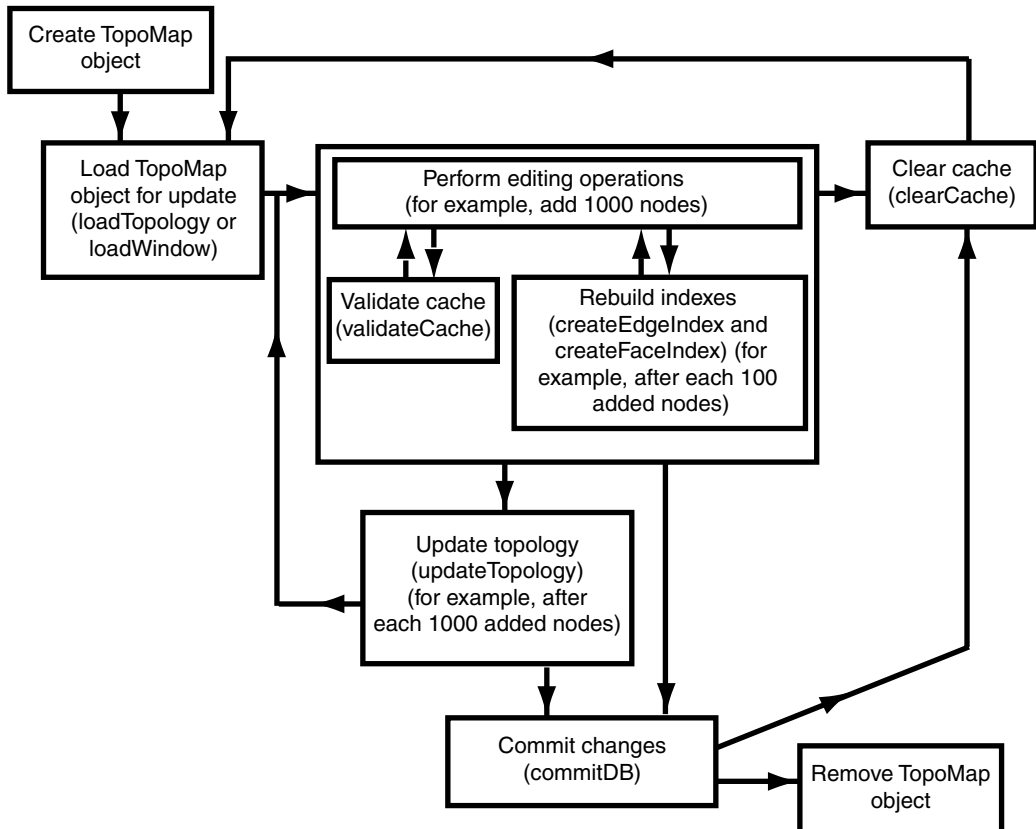 Create TopoMap
object
Load TopoMap
object for update
(loadTopology or
loadWindow)
Perform editing operations
(for example, add 1000 nodes)
Clear cache
(clearCache)
Validate cache
(validateCache)
Rebuild indexes
(createEdgeIndex and
createFaceIndex) (for
example, after each 100
added nodes)
Update topology
(updateTopology)
(for example, after
each 1000 added nodes)
Commit changes
(commitDB)
Remove TopoMap
object